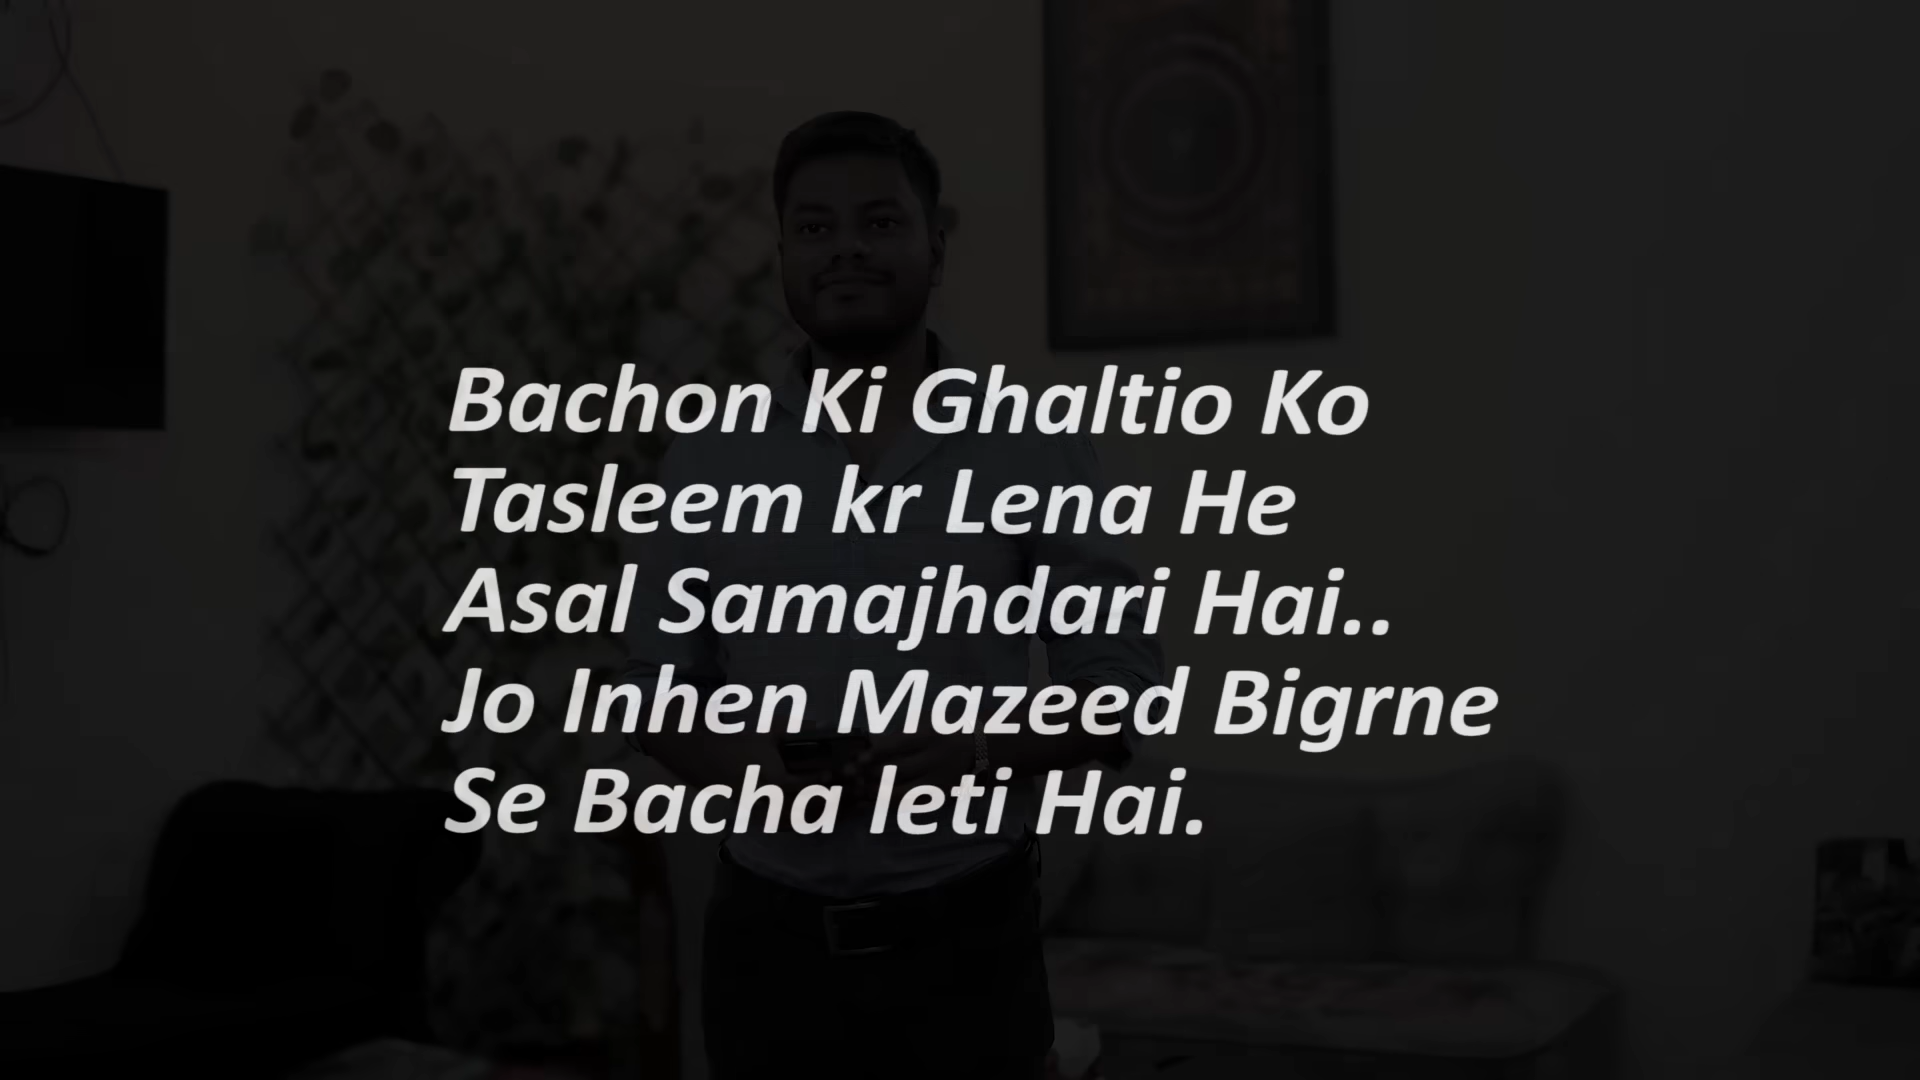 Bachon Ki Ghaltio Ko
Tasleem kr Lena He
Asal Samajhdari Hai..
Jo Inhen Mazeed Bigrne
Se Bacha leti Hai.